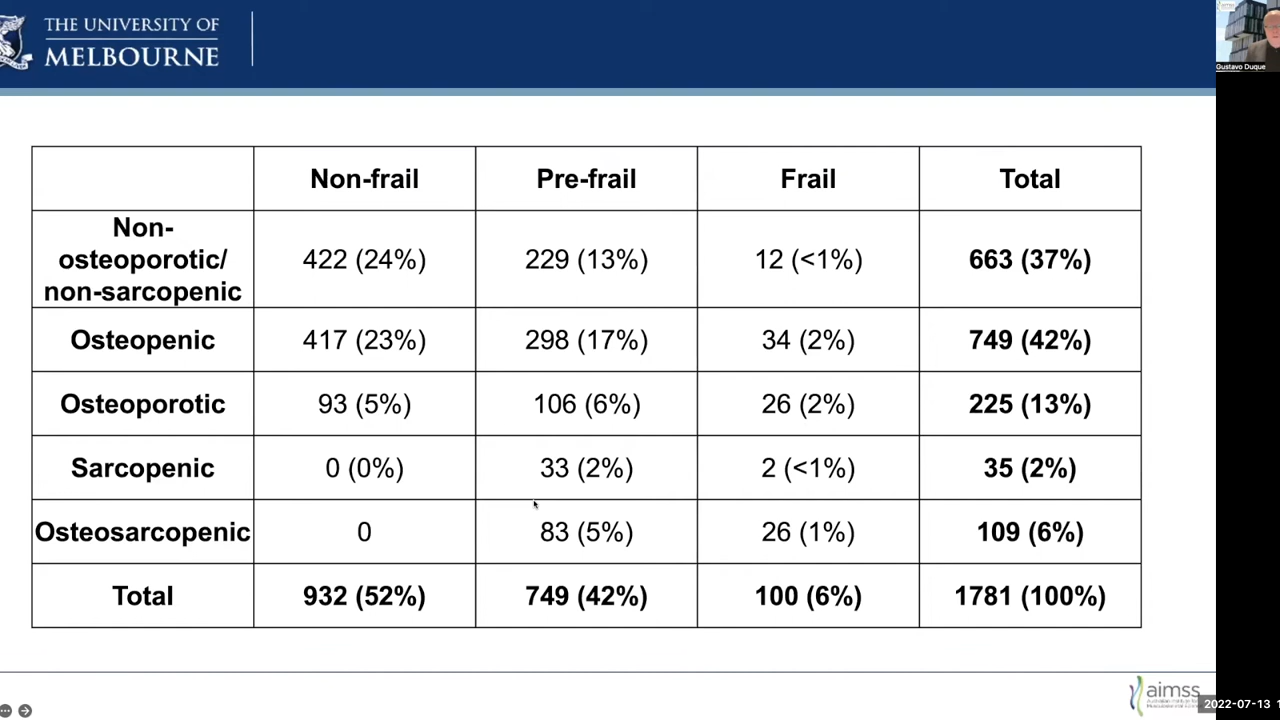 THE UNIVERSITY OF
MELBOURNE
aimss
Gustavo Duque
Non-frail Pre-frail Frail Total
Non-
osteoporotic/
non-sarcopenic
422 (24%) 229 (13%) 12 (<1%) 663 (37%)
Osteopenic 417 (23%) 298 (17%) 34 (2%) 749 (42%)
Osteoporotic 93 (5%) 106 (6%) 26 (2%) 225 (13%)
Sarcopenic 0 (0%) 33 (2%) 2 (<1%) 35 (2%)
Osteosarcopenic 0 83 (5%) 26 (1%) 109 (6%)
Total 932 (52%) 749 (42%) 100 (6%) 1781 (100%)
aimss
2022-07-13